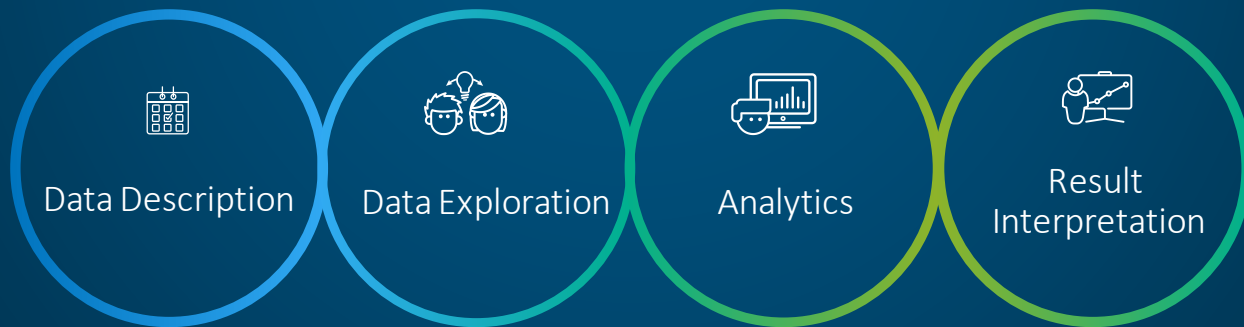 Data Description
Data Exploration
Analytics
Result
Interpretation